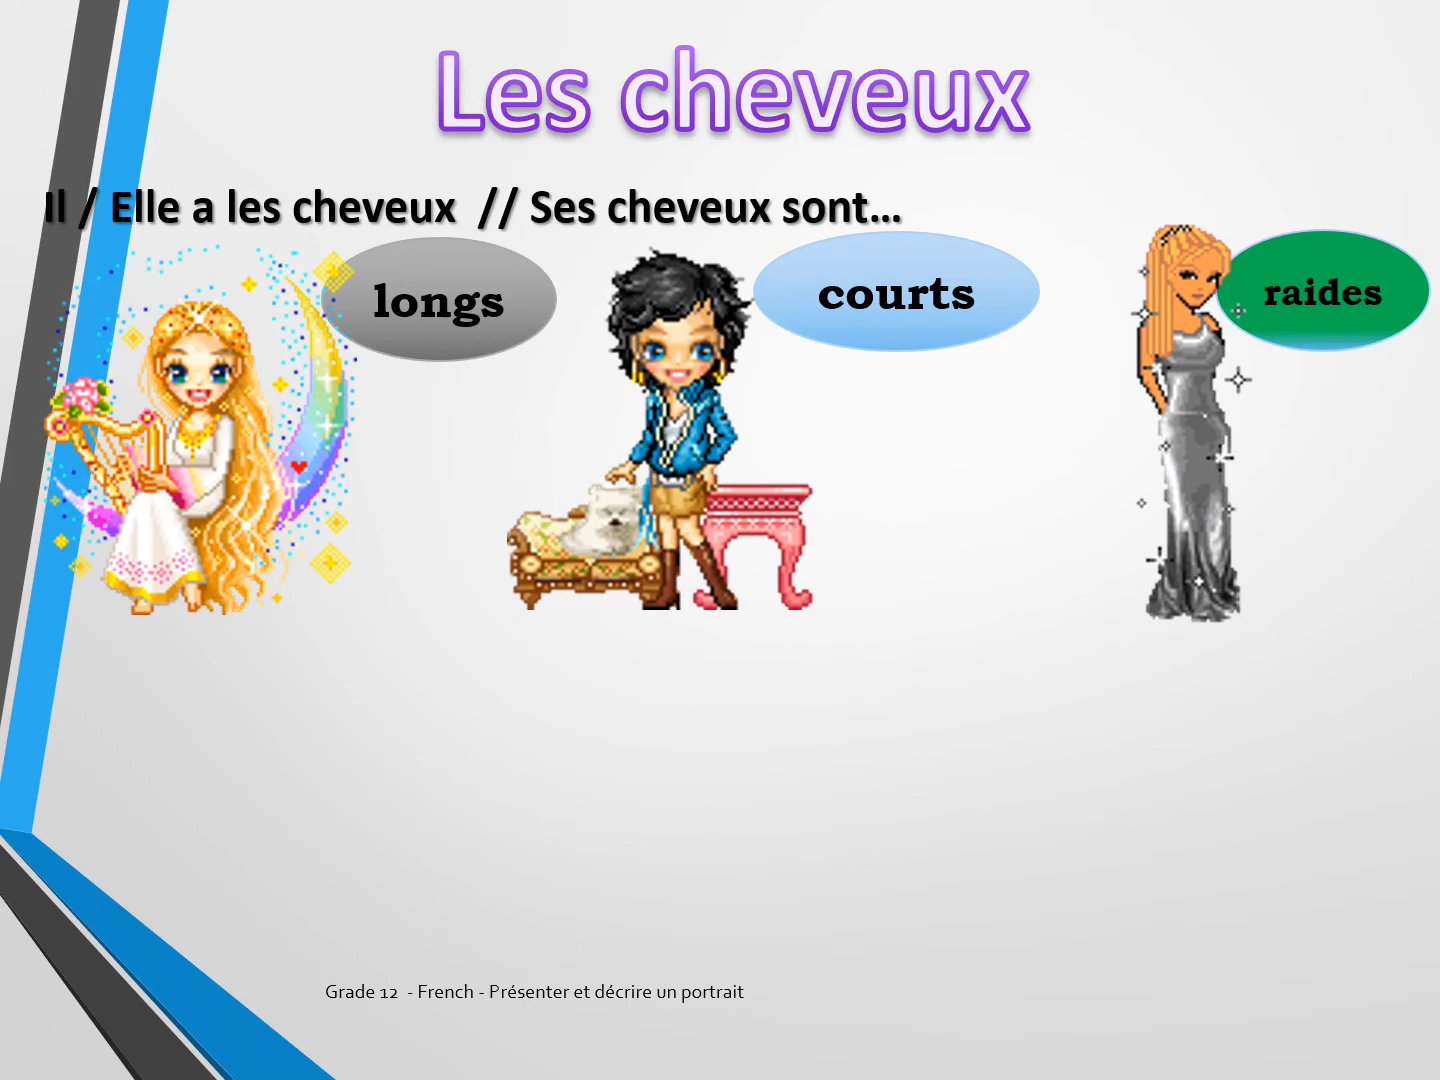 Les cheveux
Il / Elle a les cheveux // Ses cheveux sont...
longs
courts
raides
Grade 12 - French - Présenter et décrire un portrait